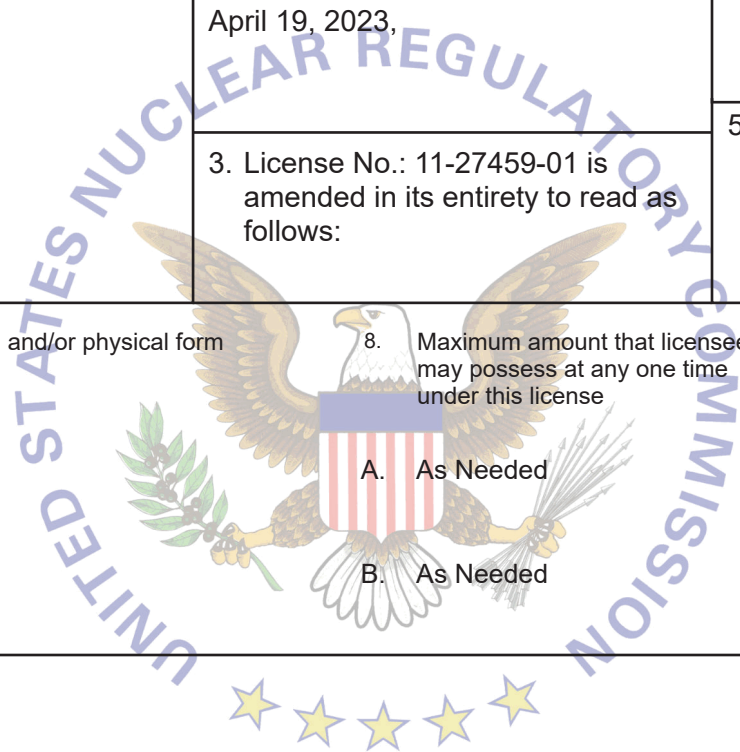 April 19, 2023,
5
3. License No.: 11-27459-01 is
amended in its entirety to read as
follows:
and/or physical form
8. Maximum amount that licensee
may possess at any one time
under this license
A. As Needed
B. As Needed
UNITED STATES NUCLEAR REGULATORY COMMISSION